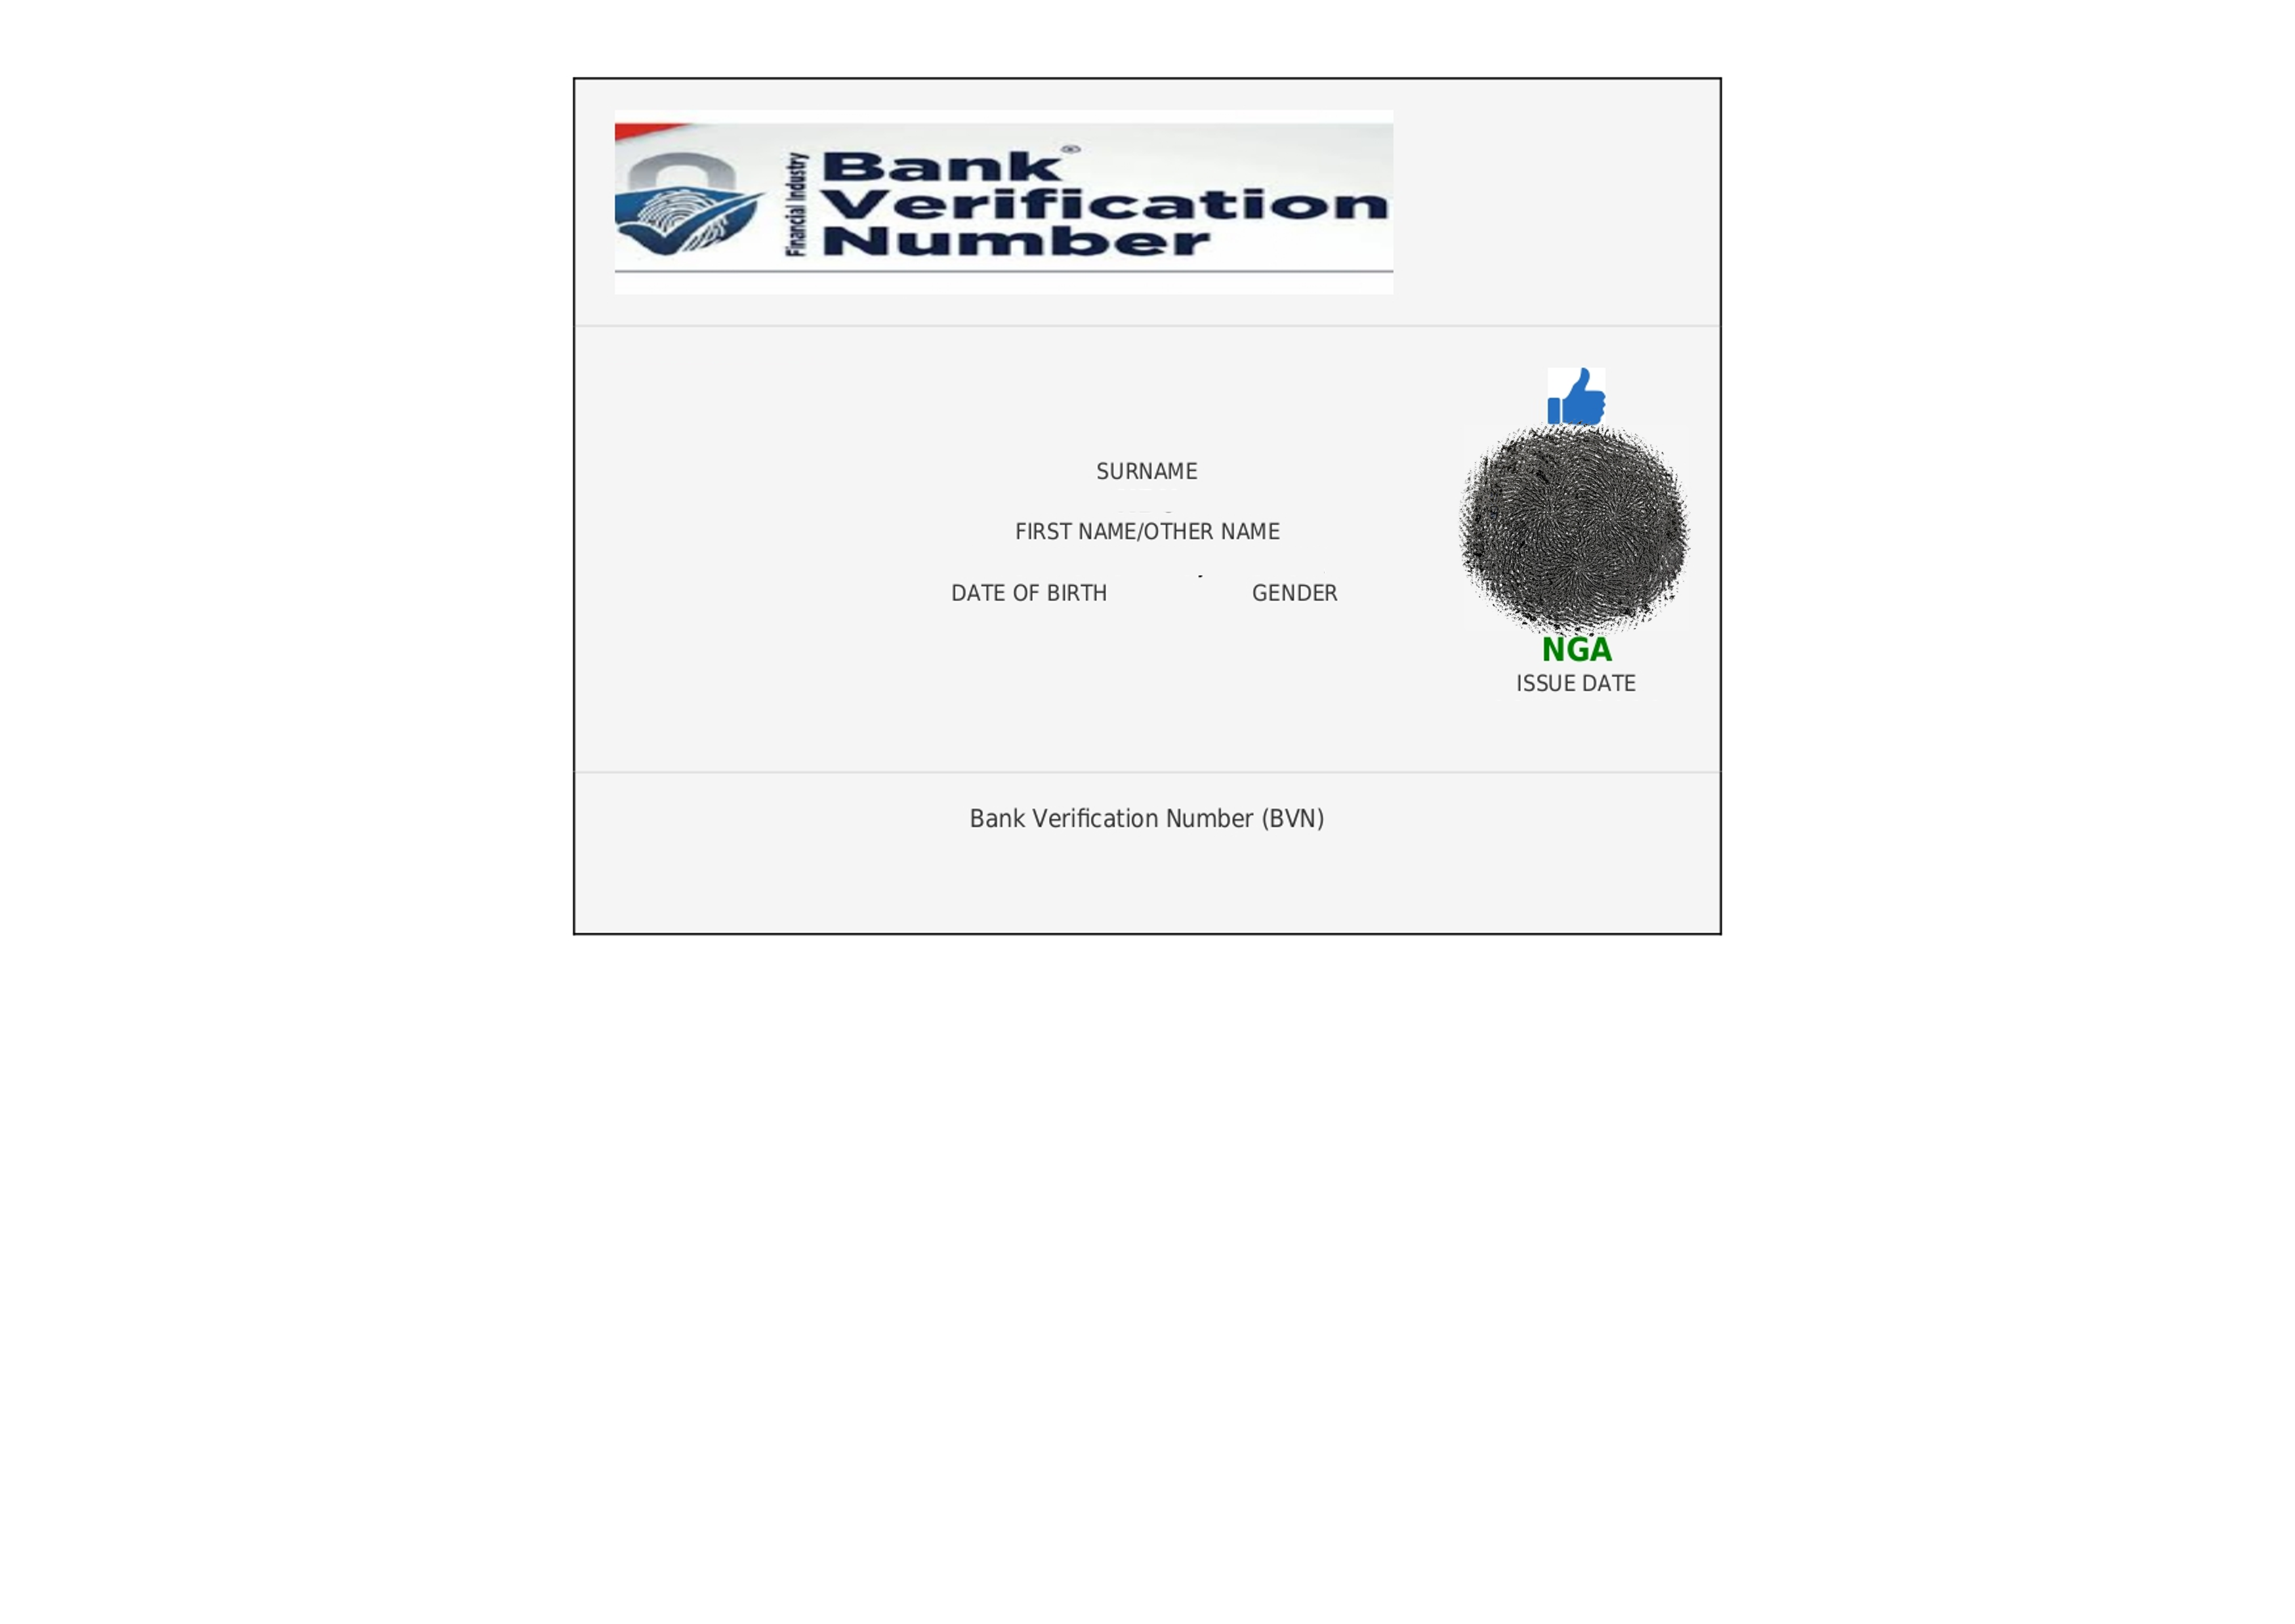 Financial Industry
Bank®
Verification
Number
SURNAME
FIRST NAME/OTHER NAME
DATE OF BIRTH
GENDER
NGA
ISSUE DATE
Bank Verification Number (BVN)